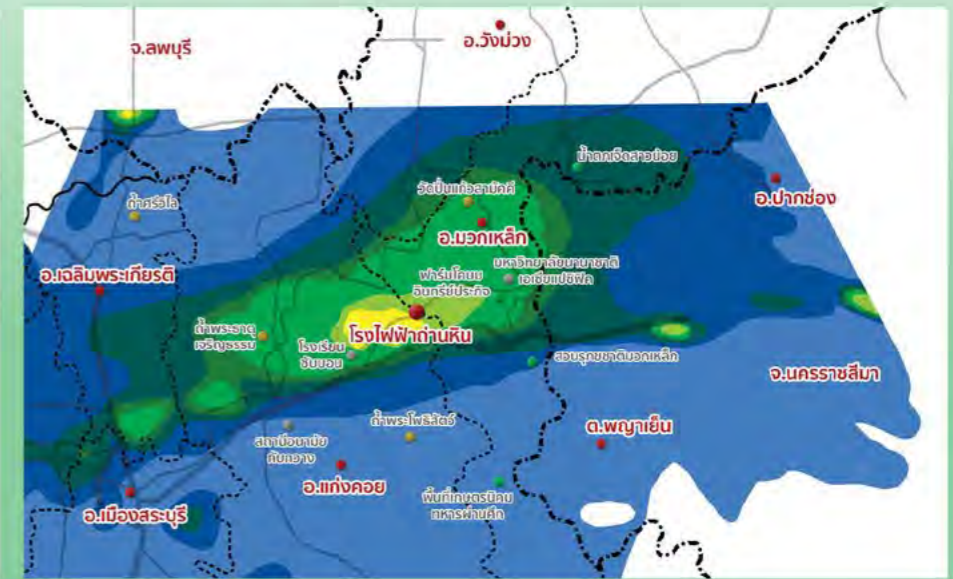 จ.ลพบุรี
อ.วังม่วง
น้ำตกเจ็ดสาวน้อย
วัดปิ่นแก้วสามัคคี
อ.ปากช่อง
ถ้ำศรีวิไล
อ.มวกเหล็ก
อ.เฉลิมพระเกียรติ
ฟาร์มโคนม
อินทรีย์ประกิจ
มหาวิทยาลัยนานาชาติ
เอเชียแปซิฟิค
ถ้ำพระธาตุ
เจริญธรรม
โรงเรียน
ซับบอน
โรงไฟฟ้าถ่านหิน
สวนรุกขชาติมวกเหล็ก
จ.นครราชสีมา
สถานีอนามัย
ทับกวาง
ถ้ำพระโพธิสัตว์
ต.พญาเย็น
อ.แก่งคอย
พื้นที่เกษตรนิคม
ทหารผ่านศึก
อ.เมืองสระบุรี